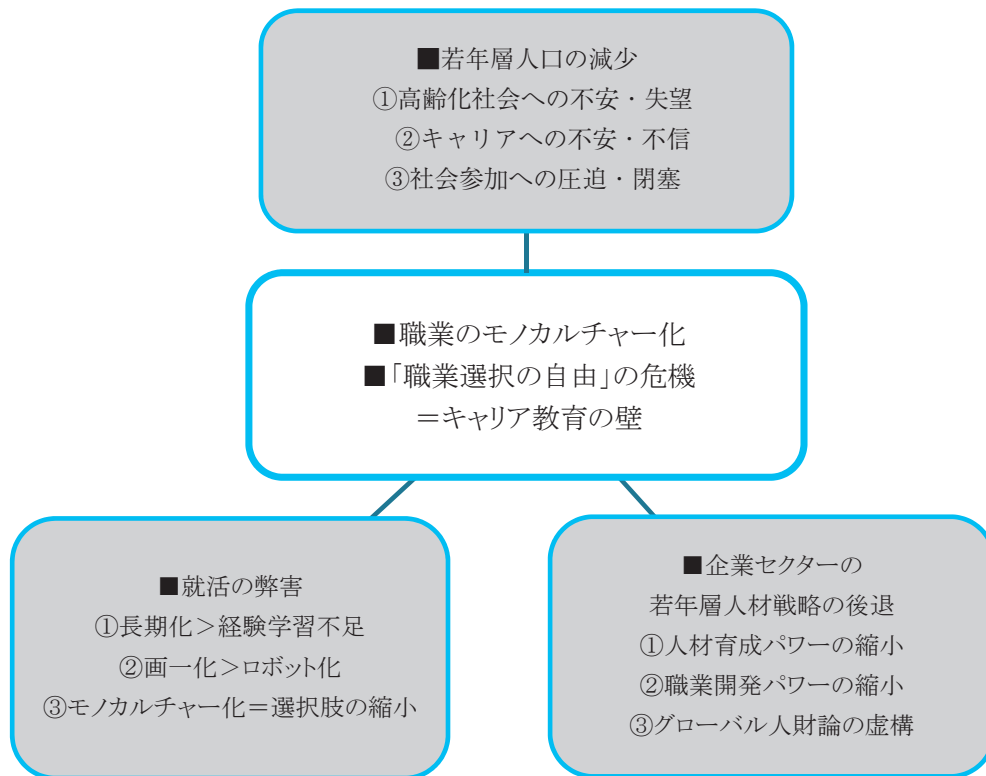 ■若年層人口の減少
①高齢化社会への不安・失望
②キャリアへの不安・不信
③社会参加への圧迫・閉塞
■職業のモノカルチャー化
■「職業選択の自由」の危機
＝キャリア教育の壁
■就活の弊害
①長期化＞経験学習不足
②画一化＞ロボット化
③モノカルチャー化＝選択肢の縮小
■企業セクターの
若年層人材戦略の後退
①人材育成パワーの縮小
②職業開発パワーの縮小
③グローバル人財論の虚構